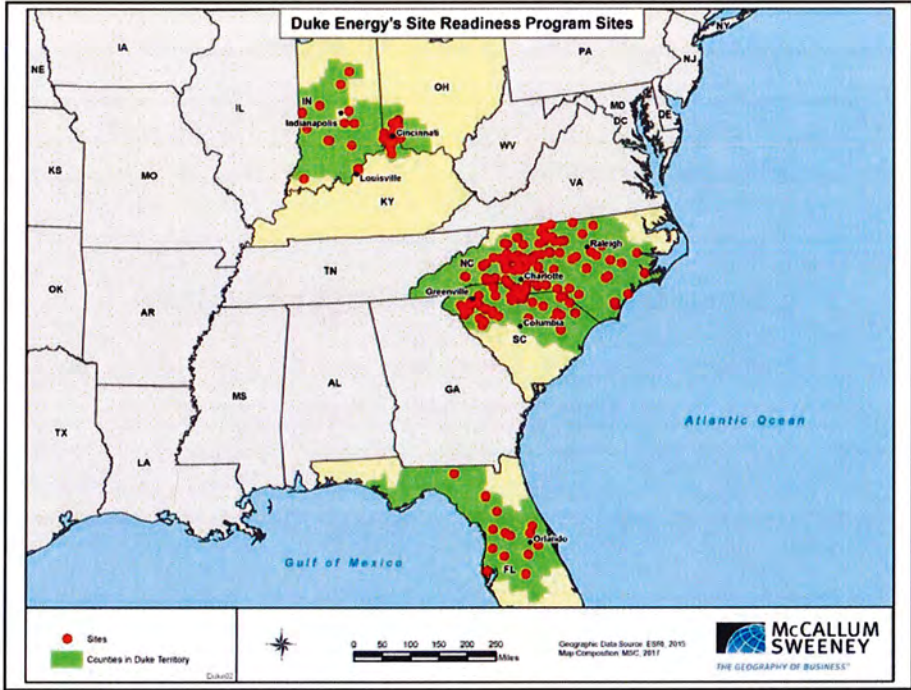 Duke Energy's Site Readiness Program Sites
NY
IA
PA
NJ
NE
OH
IL
IN
MD
DE
Indianapolis
DC
Cincinnati
WV
KS
MO
Louisville
VA
KY
Raleigh
NC
TN
Charlotte
Greenville
OK
AR
Columbia
SC
MS
AL
GA
TX
LA
Atlantic Ocean
Orlando
Gulf of Mexico
FL
Sites
Counties in Duke Territory
0 50 100 150 200 250
Miles
Geographic Data Source: ESRI, 2015
Map Composition: MSC, 2017
McCALLUM
SWEENEY
THE GEOGRAPHY OF BUSINESS